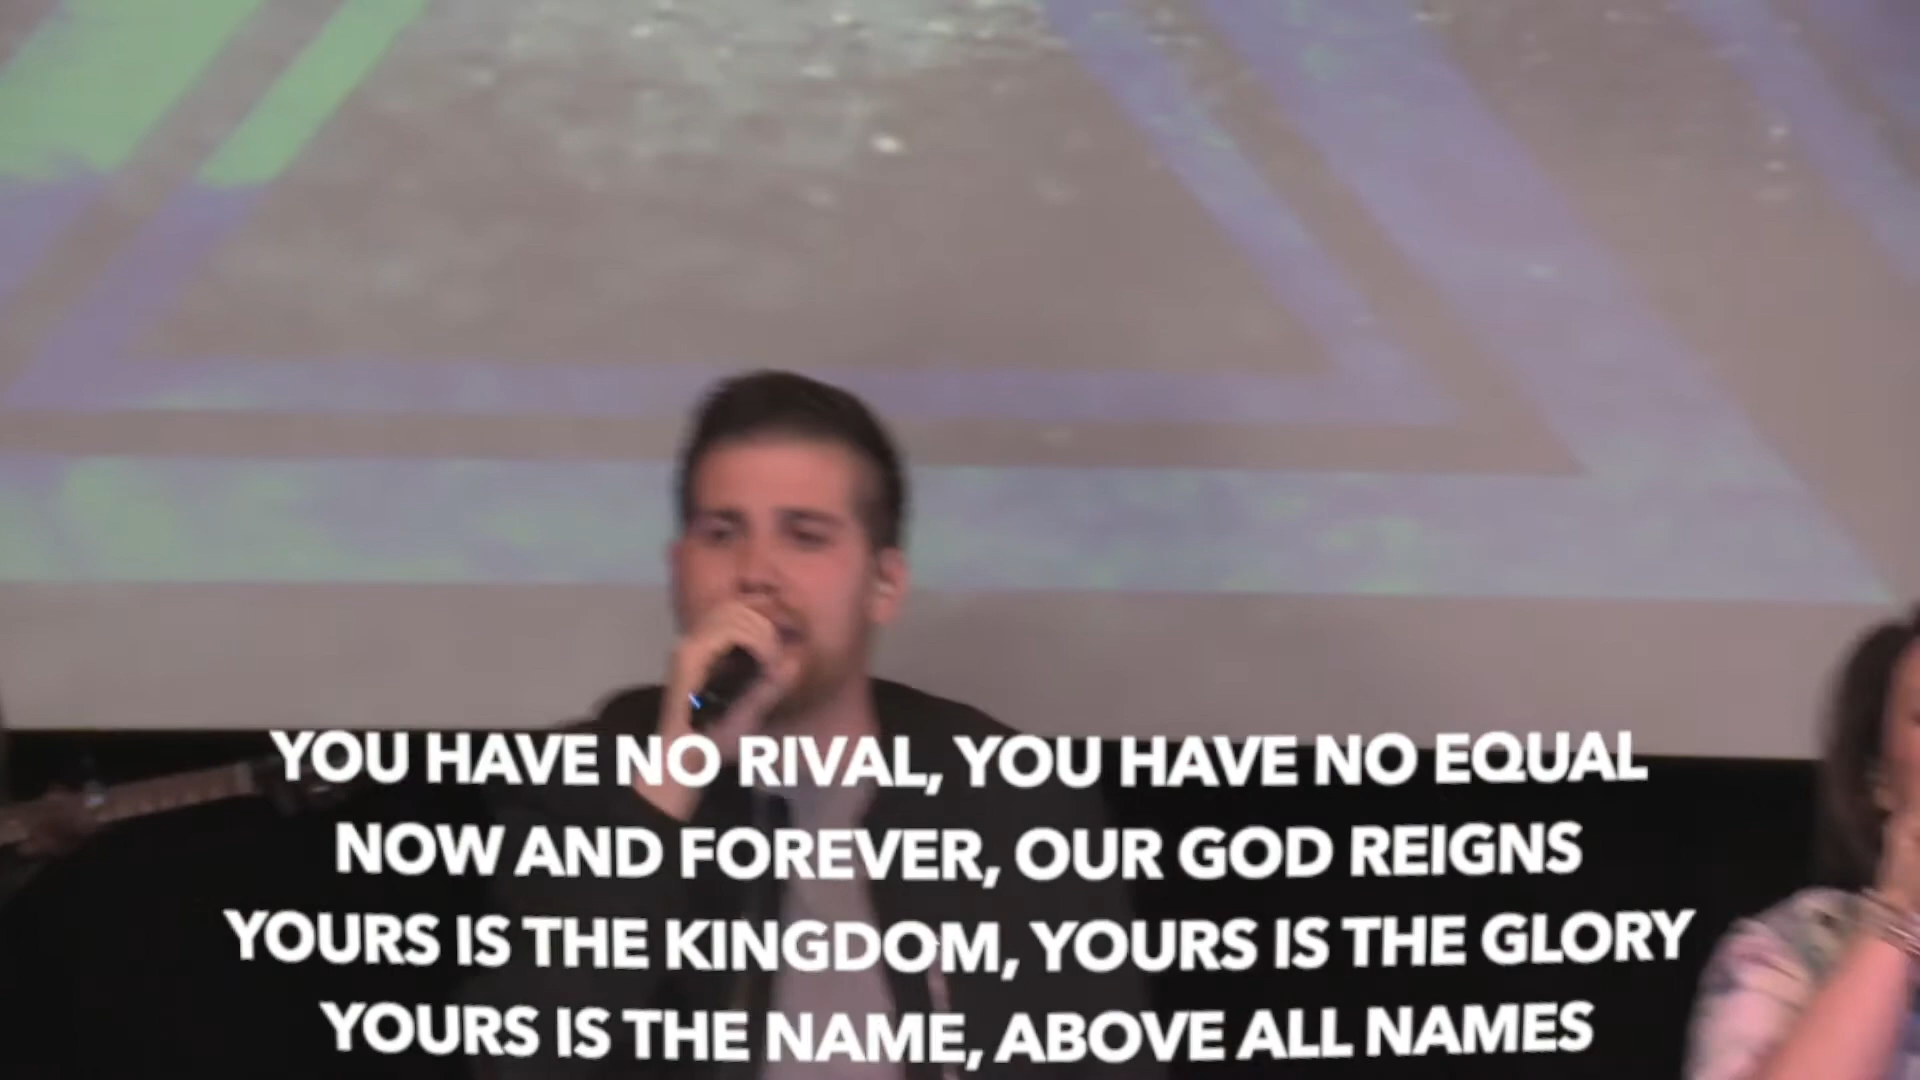 YOU HAVE NO RIVAL, YOU HAVE NO EQUAL
NOW AND FOREVER, OUR GOD REIGNS
YOURS IS THE KINGDOM, YOURS IS THE GLORY
YOURS IS THE NAME, ABOVE ALL NAMES